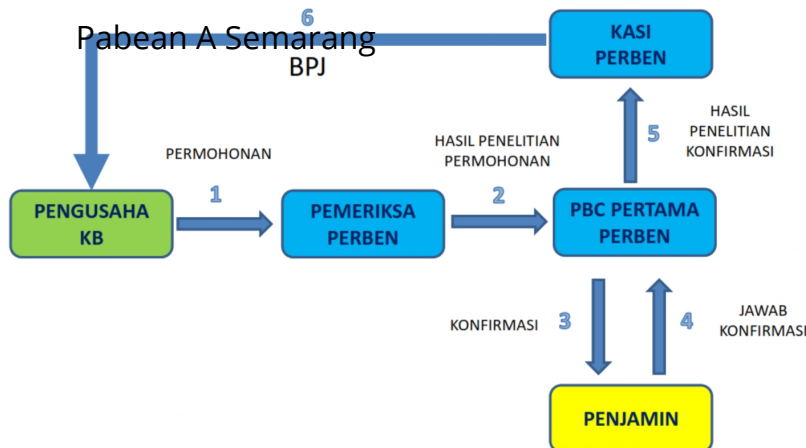 6
Pabean A Semarang
BPJ
KASI
PERBEN
PERMOHONAN
1
HASIL PENELITIAN
PERMOHONAN
2
HASIL
PENELITIAN
KONFIRMASI
5
PENGUSAHA
KB
PEMERIKSA
PERBEN
PBC PERTAMA
PERBEN
KONFIRMASI
3
4
JAWAB
KONFIRMASI
PENJAMIN